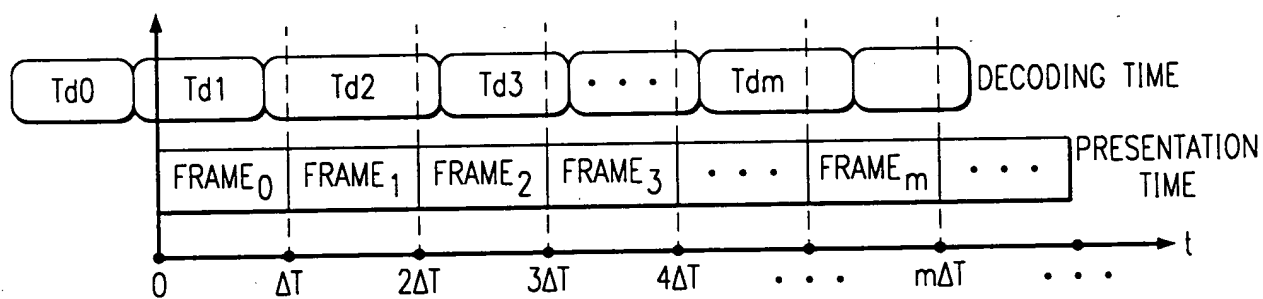 Td0 Td1 Td2 Td3 • • • Tdm DECODING TIME
FRAME₀ FRAME₁ FRAME₂ FRAME₃ • • • FRAMEₘ • • • PRESENTATION
TIME
t
0 ΔT 2ΔT 3ΔT 4ΔT • • • mΔT • • •